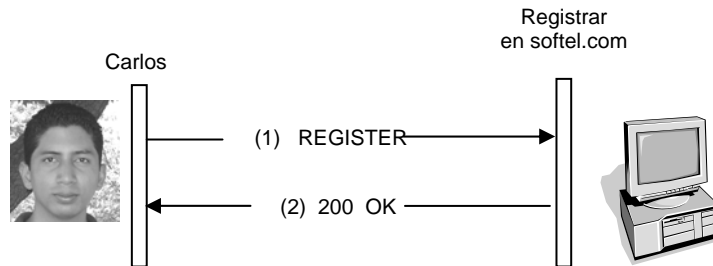 Registrar
en softel.com
Carlos
(1) REGISTER
(2) 200 OK